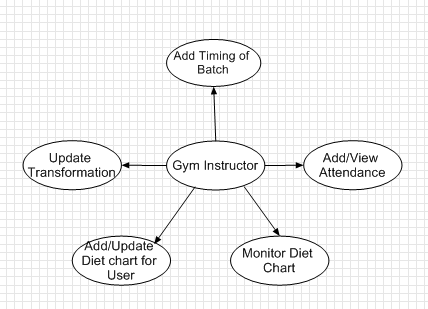 Add Timing of
Batch
Update
Transformation
Gym Instructor
Add/View
Attendance
Add/Update
Diet chart for
User
Monitor Diet
Chart